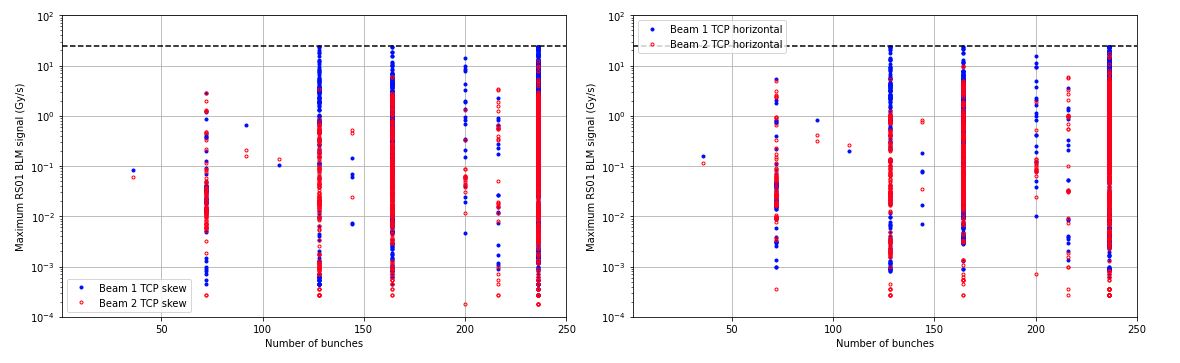 10²
10¹
10⁰
10⁻¹
10⁻²
10⁻³
10⁻⁴
Maximum RS01 BLM signal (Gy/s)
Beam 1 TCP skew
Beam 2 TCP skew
50 100 150 200 250
Number of bunches
10²
10¹
10⁰
10⁻¹
10⁻²
10⁻³
10⁻⁴
Maximum RS01 BLM signal (Gy/s)
Beam 1 TCP horizontal
Beam 2 TCP horizontal
50 100 150 200 250
Number of bunches